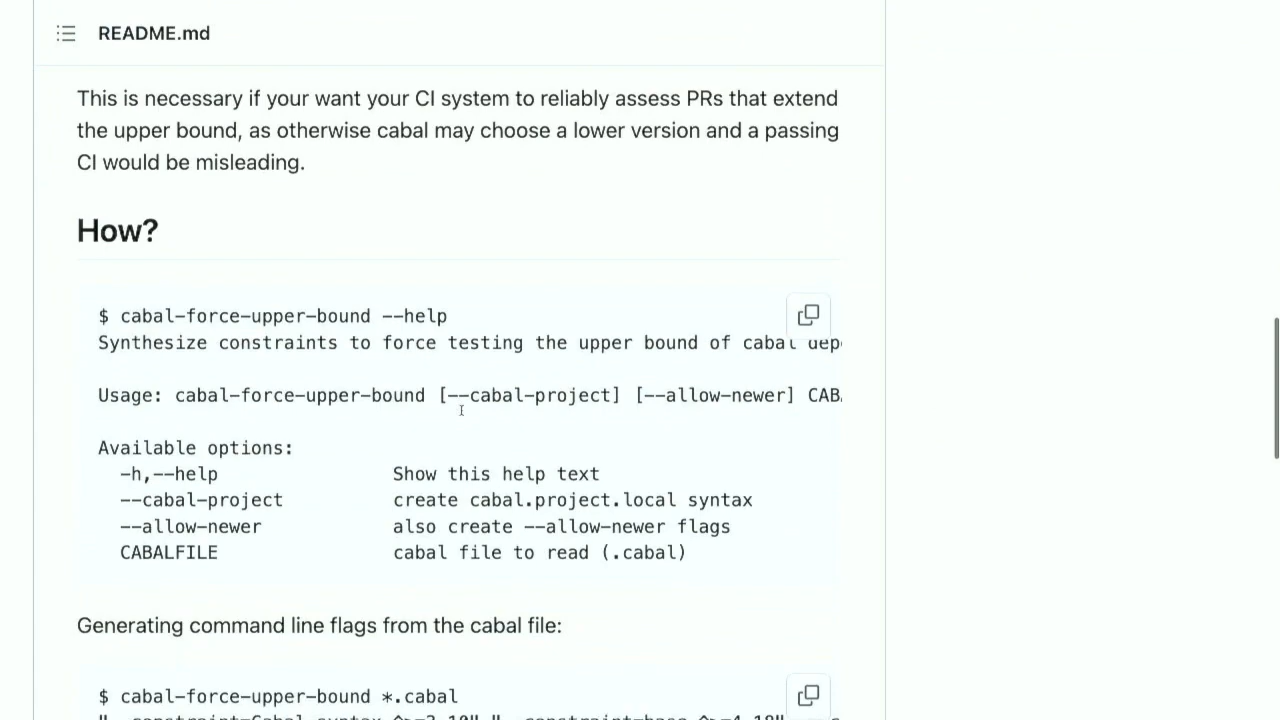 README.md
This is necessary if your want your CI system to reliably assess PRs that extend
the upper bound, as otherwise cabal may choose a lower version and a passing
CI would be misleading.
How?
$ cabal-force-upper-bound --help
Synthesize constraints to force testing the upper bound of cabal dep
Usage: cabal-force-upper-bound [--cabal-project] [--allow-newer] CAB
Available options:
-h,--help Show this help text
--cabal-project create cabal.project.local syntax
--allow-newer also create --allow-newer flags
CABALFILE cabal file to read (.cabal)
Generating command line flags from the cabal file:
$ cabal-force-upper-bound *.cabal